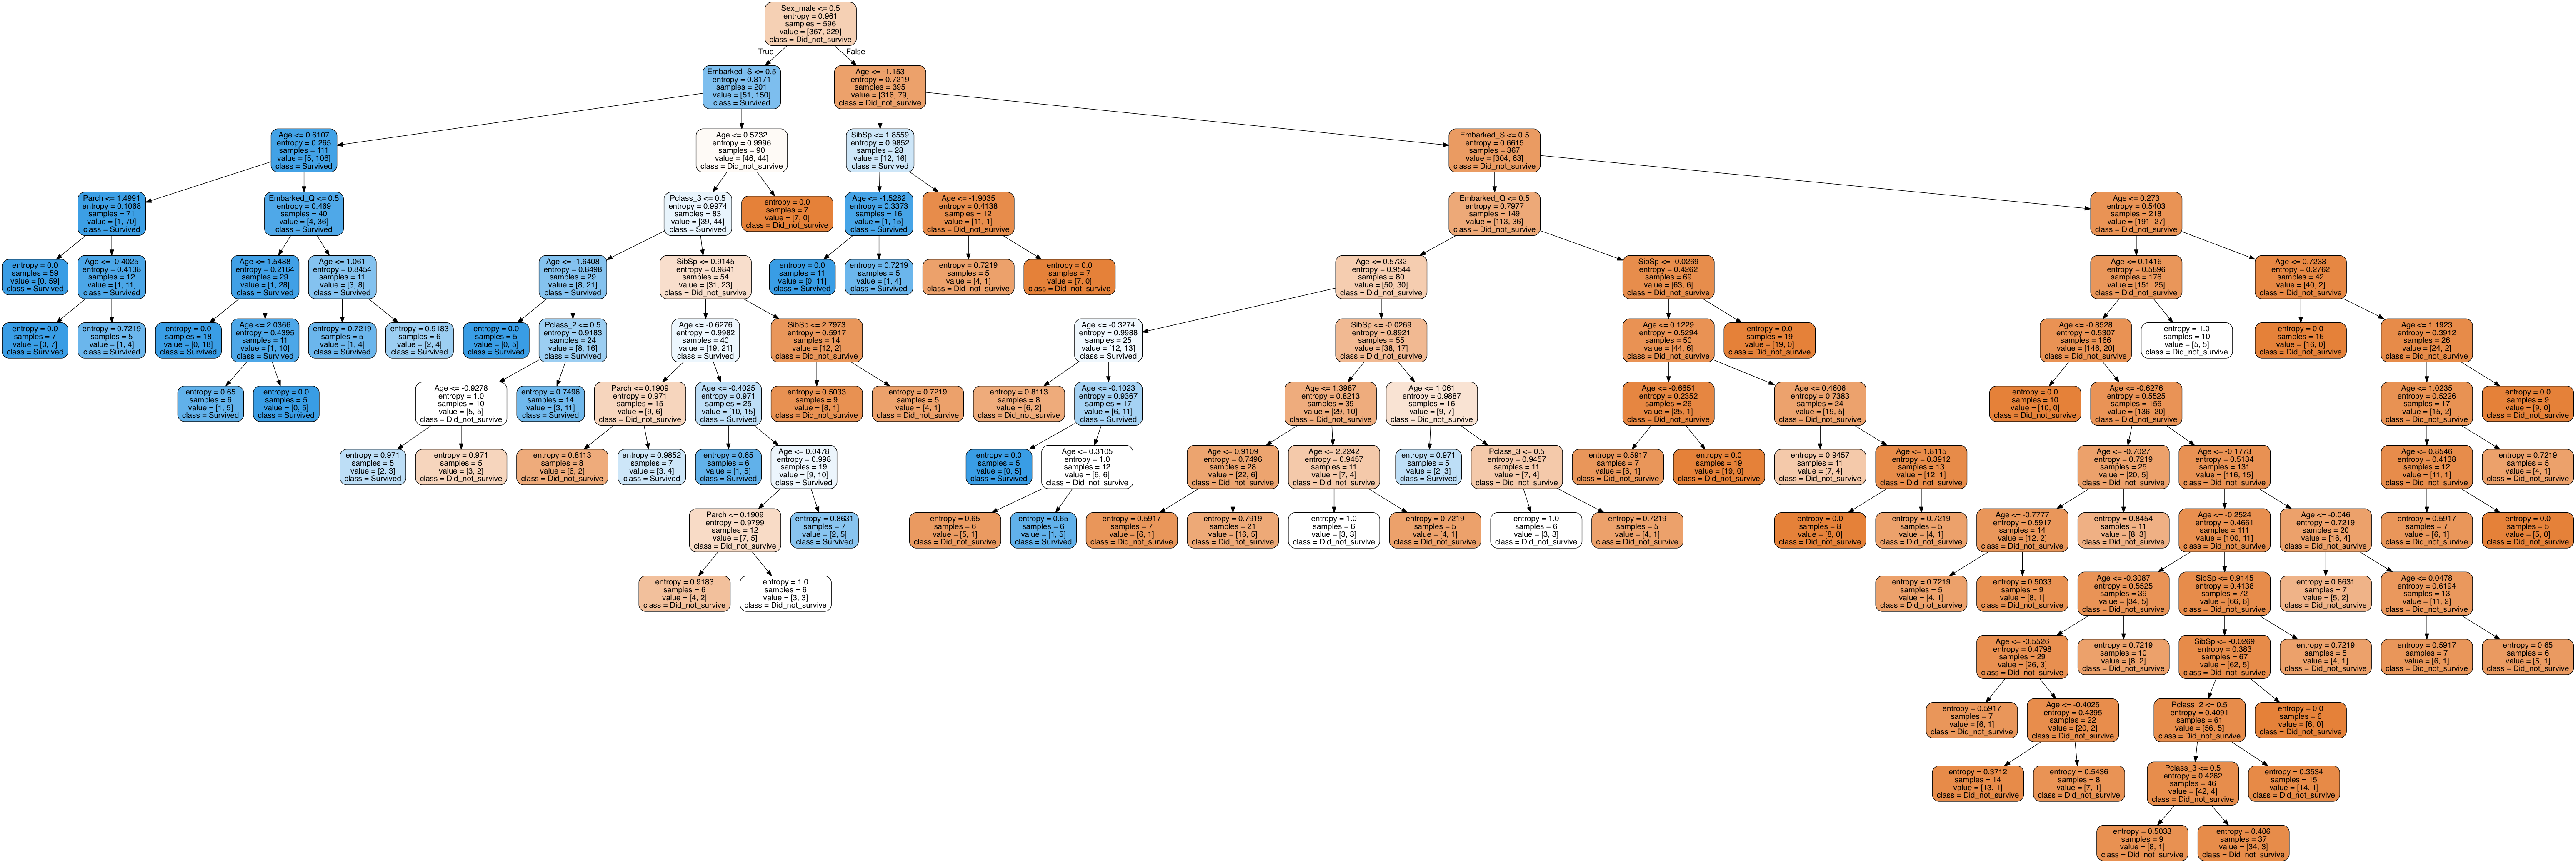 Sex_male <= 0.5
entropy = 0.961
samples = 596
value = [367, 229]
class = Did_not_survive
True
False
Embarked_S <= 0.5
entropy = 0.8171
samples = 201
value = [51, 150]
class = Survived
Age <= -1.153
entropy = 0.7219
samples = 395
value = [316, 79]
class = Did_not_survive
Age <= 0.6107
entropy = 0.265
samples = 111
value = [5, 106]
class = Survived
Age <= 0.5732
entropy = 0.9996
samples = 90
value = [46, 44]
class = Did_not_survive
SibSp <= 1.8559
entropy = 0.9852
samples = 28
value = [12, 16]
class = Survived
Embarked_S <= 0.5
entropy = 0.6615
samples = 367
value = [304, 63]
class = Did_not_survive
Parch <= 1.4991
entropy = 0.1068
samples = 71
value = [1, 70]
class = Survived
Embarked_Q <= 0.5
entropy = 0.469
samples = 40
value = [4, 36]
class = Survived
Pclass_3 <= 0.5
entropy = 0.9974
samples = 83
value = [39, 44]
class = Survived
entropy = 0.0
samples = 7
value = [7, 0]
class = Did_not_survive
Age <= -1.5282
entropy = 0.3373
samples = 16
value = [1, 15]
class = Survived
Age <= -1.9035
entropy = 0.4138
samples = 12
value = [11, 1]
class = Did_not_survive
Embarked_Q <= 0.5
entropy = 0.7977
samples = 149
value = [113, 36]
class = Did_not_survive
Age <= 0.273
entropy = 0.5403
samples = 218
value = [191, 27]
class = Did_not_survive
entropy = 0.0
samples = 59
value = [0, 59]
class = Survived
Age <= -0.4025
entropy = 0.4138
samples = 12
value = [1, 11]
class = Survived
Age <= 1.5488
entropy = 0.2164
samples = 29
value = [1, 28]
class = Survived
Age <= 1.061
entropy = 0.8454
samples = 11
value = [3, 8]
class = Survived
Age <= -1.6408
entropy = 0.8498
samples = 29
value = [8, 21]
class = Survived
SibSp <= 0.9145
entropy = 0.9841
samples = 54
value = [31, 23]
class = Did_not_survive
entropy = 0.0
samples = 11
value = [0, 11]
class = Survived
entropy = 0.7219
samples = 5
value = [1, 4]
class = Survived
entropy = 0.7219
samples = 5
value = [4, 1]
class = Did_not_survive
entropy = 0.0
samples = 7
value = [7, 0]
class = Did_not_survive
Age <= 0.5732
entropy = 0.9544
samples = 80
value = [50, 30]
class = Did_not_survive
SibSp <= -0.0269
entropy = 0.4262
samples = 69
value = [63, 6]
class = Did_not_survive
Age <= 0.1416
entropy = 0.5896
samples = 176
value = [151, 25]
class = Did_not_survive
Age <= 0.7233
entropy = 0.2762
samples = 42
value = [40, 2]
class = Did_not_survive
entropy = 0.0
samples = 7
value = [0, 7]
class = Survived
entropy = 0.7219
samples = 5
value = [1, 4]
class = Survived
entropy = 0.0
samples = 18
value = [0, 18]
class = Survived
Age <= 2.0366
entropy = 0.4395
samples = 11
value = [1, 10]
class = Survived
entropy = 0.7219
samples = 5
value = [1, 4]
class = Survived
entropy = 0.9183
samples = 6
value = [2, 4]
class = Survived
entropy = 0.0
samples = 5
value = [0, 5]
class = Survived
Pclass_2 <= 0.5
entropy = 0.9183
samples = 24
value = [8, 16]
class = Survived
Age <= -0.6276
entropy = 0.9982
samples = 40
value = [19, 21]
class = Survived
SibSp <= 2.7973
entropy = 0.5917
samples = 14
value = [12, 2]
class = Did_not_survive
Age <= -0.3274
entropy = 0.9988
samples = 25
value = [12, 13]
class = Survived
SibSp <= -0.0269
entropy = 0.8921
samples = 55
value = [38, 17]
class = Did_not_survive
Age <= 0.1229
entropy = 0.5294
samples = 50
value = [44, 6]
class = Did_not_survive
entropy = 0.0
samples = 19
value = [19, 0]
class = Did_not_survive
Age <= -0.8528
entropy = 0.5307
samples = 166
value = [146, 20]
class = Did_not_survive
entropy = 1.0
samples = 10
value = [5, 5]
class = Did_not_survive
entropy = 0.0
samples = 16
value = [16, 0]
class = Did_not_survive
Age <= 1.1923
entropy = 0.3912
samples = 26
value = [24, 2]
class = Did_not_survive
entropy = 0.65
samples = 6
value = [1, 5]
class = Survived
entropy = 0.0
samples = 5
value = [0, 5]
class = Survived
Age <= -0.9278
entropy = 1.0
samples = 10
value = [5, 5]
class = Did_not_survive
entropy = 0.7496
samples = 14
value = [3, 11]
class = Survived
Parch <= 0.1909
entropy = 0.971
samples = 15
value = [9, 6]
class = Did_not_survive
Age <= -0.4025
entropy = 0.971
samples = 25
value = [10, 15]
class = Survived
entropy = 0.5033
samples = 9
value = [8, 1]
class = Did_not_survive
entropy = 0.7219
samples = 5
value = [4, 1]
class = Did_not_survive
entropy = 0.8113
samples = 8
value = [6, 2]
class = Did_not_survive
Age <= -0.1023
entropy = 0.9367
samples = 17
value = [6, 11]
class = Survived
Age <= 1.3987
entropy = 0.8213
samples = 39
value = [29, 10]
class = Did_not_survive
Age <= 1.061
entropy = 0.9887
samples = 16
value = [9, 7]
class = Did_not_survive
Age <= -0.6651
entropy = 0.2352
samples = 26
value = [25, 1]
class = Did_not_survive
Age <= 0.4606
entropy = 0.7383
samples = 24
value = [19, 5]
class = Did_not_survive
entropy = 0.0
samples = 10
value = [10, 0]
class = Did_not_survive
Age <= -0.6276
entropy = 0.5525
samples = 156
value = [136, 20]
class = Did_not_survive
Age <= 1.0235
entropy = 0.5226
samples = 17
value = [15, 2]
class = Did_not_survive
entropy = 0.0
samples = 9
value = [9, 0]
class = Did_not_survive
entropy = 0.971
samples = 5
value = [2, 3]
class = Survived
entropy = 0.971
samples = 5
value = [3, 2]
class = Did_not_survive
entropy = 0.8113
samples = 8
value = [6, 2]
class = Did_not_survive
entropy = 0.9852
samples = 7
value = [3, 4]
class = Survived
entropy = 0.65
samples = 6
value = [1, 5]
class = Survived
Age <= 0.0478
entropy = 0.998
samples = 19
value = [9, 10]
class = Survived
entropy = 0.0
samples = 5
value = [0, 5]
class = Survived
Age <= 0.3105
entropy = 1.0
samples = 12
value = [6, 6]
class = Did_not_survive
Age <= 0.9109
entropy = 0.7496
samples = 28
value = [22, 6]
class = Did_not_survive
Age <= 2.2242
entropy = 0.9457
samples = 11
value = [7, 4]
class = Did_not_survive
entropy = 0.971
samples = 5
value = [2, 3]
class = Survived
Pclass_3 <= 0.5
entropy = 0.9457
samples = 11
value = [7, 4]
class = Did_not_survive
entropy = 0.5917
samples = 7
value = [6, 1]
class = Did_not_survive
entropy = 0.0
samples = 19
value = [19, 0]
class = Did_not_survive
entropy = 0.9457
samples = 11
value = [7, 4]
class = Did_not_survive
Age <= 1.8115
entropy = 0.3912
samples = 13
value = [12, 1]
class = Did_not_survive
Age <= -0.7027
entropy = 0.7219
samples = 25
value = [20, 5]
class = Did_not_survive
Age <= -0.1773
entropy = 0.5134
samples = 131
value = [116, 15]
class = Did_not_survive
Age <= 0.8546
entropy = 0.4138
samples = 12
value = [11, 1]
class = Did_not_survive
entropy = 0.7219
samples = 5
value = [4, 1]
class = Did_not_survive
Parch <= 0.1909
entropy = 0.9799
samples = 12
value = [7, 5]
class = Did_not_survive
entropy = 0.8631
samples = 7
value = [2, 5]
class = Survived
entropy = 0.65
samples = 6
value = [5, 1]
class = Did_not_survive
entropy = 0.65
samples = 6
value = [1, 5]
class = Survived
entropy = 0.5917
samples = 7
value = [6, 1]
class = Did_not_survive
entropy = 0.7919
samples = 21
value = [16, 5]
class = Did_not_survive
entropy = 1.0
samples = 6
value = [3, 3]
class = Did_not_survive
entropy = 0.7219
samples = 5
value = [4, 1]
class = Did_not_survive
entropy = 1.0
samples = 6
value = [3, 3]
class = Did_not_survive
entropy = 0.7219
samples = 5
value = [4, 1]
class = Did_not_survive
entropy = 0.0
samples = 8
value = [8, 0]
class = Did_not_survive
entropy = 0.7219
samples = 5
value = [4, 1]
class = Did_not_survive
Age <= -0.7777
entropy = 0.5917
samples = 14
value = [12, 2]
class = Did_not_survive
entropy = 0.8454
samples = 11
value = [8, 3]
class = Did_not_survive
Age <= -0.2524
entropy = 0.4661
samples = 111
value = [100, 11]
class = Did_not_survive
Age <= -0.046
entropy = 0.7219
samples = 20
value = [16, 4]
class = Did_not_survive
entropy = 0.5917
samples = 7
value = [6, 1]
class = Did_not_survive
entropy = 0.0
samples = 5
value = [5, 0]
class = Did_not_survive
entropy = 0.9183
samples = 6
value = [4, 2]
class = Did_not_survive
entropy = 1.0
samples = 6
value = [3, 3]
class = Did_not_survive
entropy = 0.7219
samples = 5
value = [4, 1]
class = Did_not_survive
entropy = 0.5033
samples = 9
value = [8, 1]
class = Did_not_survive
Age <= -0.3087
entropy = 0.5525
samples = 39
value = [34, 5]
class = Did_not_survive
SibSp <= 0.9145
entropy = 0.4138
samples = 72
value = [66, 6]
class = Did_not_survive
entropy = 0.8631
samples = 7
value = [5, 2]
class = Did_not_survive
Age <= 0.0478
entropy = 0.6194
samples = 13
value = [11, 2]
class = Did_not_survive
Age <= -0.5526
entropy = 0.4798
samples = 29
value = [26, 3]
class = Did_not_survive
entropy = 0.7219
samples = 10
value = [8, 2]
class = Did_not_survive
SibSp <= -0.0269
entropy = 0.383
samples = 67
value = [62, 5]
class = Did_not_survive
entropy = 0.7219
samples = 5
value = [4, 1]
class = Did_not_survive
entropy = 0.5917
samples = 7
value = [6, 1]
class = Did_not_survive
entropy = 0.65
samples = 6
value = [5, 1]
class = Did_not_survive
entropy = 0.5917
samples = 7
value = [6, 1]
class = Did_not_survive
Age <= -0.4025
entropy = 0.4395
samples = 22
value = [20, 2]
class = Did_not_survive
Pclass_2 <= 0.5
entropy = 0.4091
samples = 61
value = [56, 5]
class = Did_not_survive
entropy = 0.0
samples = 6
value = [6, 0]
class = Did_not_survive
entropy = 0.3712
samples = 14
value = [13, 1]
class = Did_not_survive
entropy = 0.5436
samples = 8
value = [7, 1]
class = Did_not_survive
Pclass_3 <= 0.5
entropy = 0.4262
samples = 46
value = [42, 4]
class = Did_not_survive
entropy = 0.3534
samples = 15
value = [14, 1]
class = Did_not_survive
entropy = 0.5033
samples = 9
value = [8, 1]
class = Did_not_survive
entropy = 0.406
samples = 37
value = [34, 3]
class = Did_not_survive